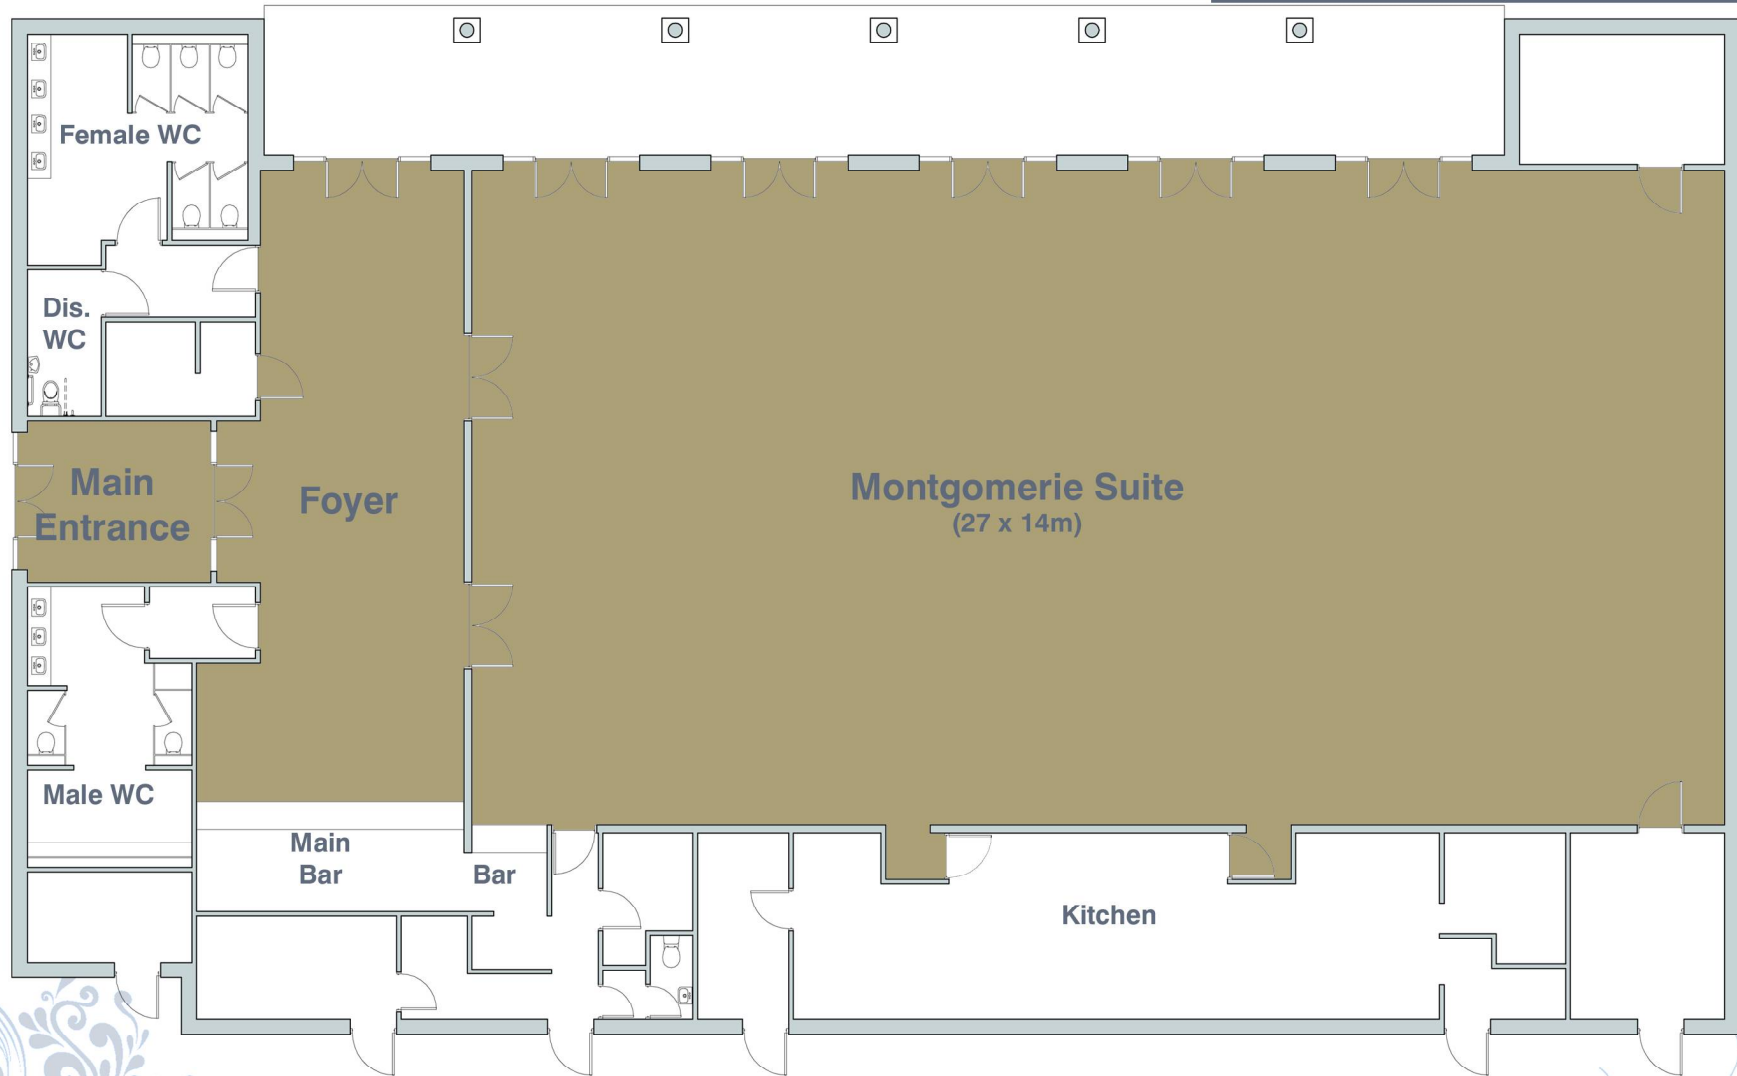 Female WC
Dis.
WC
Main
Entrance
Foyer
Montgomerie Suite
(27 x 14m)
Male WC
Main
Bar
Bar
Kitchen